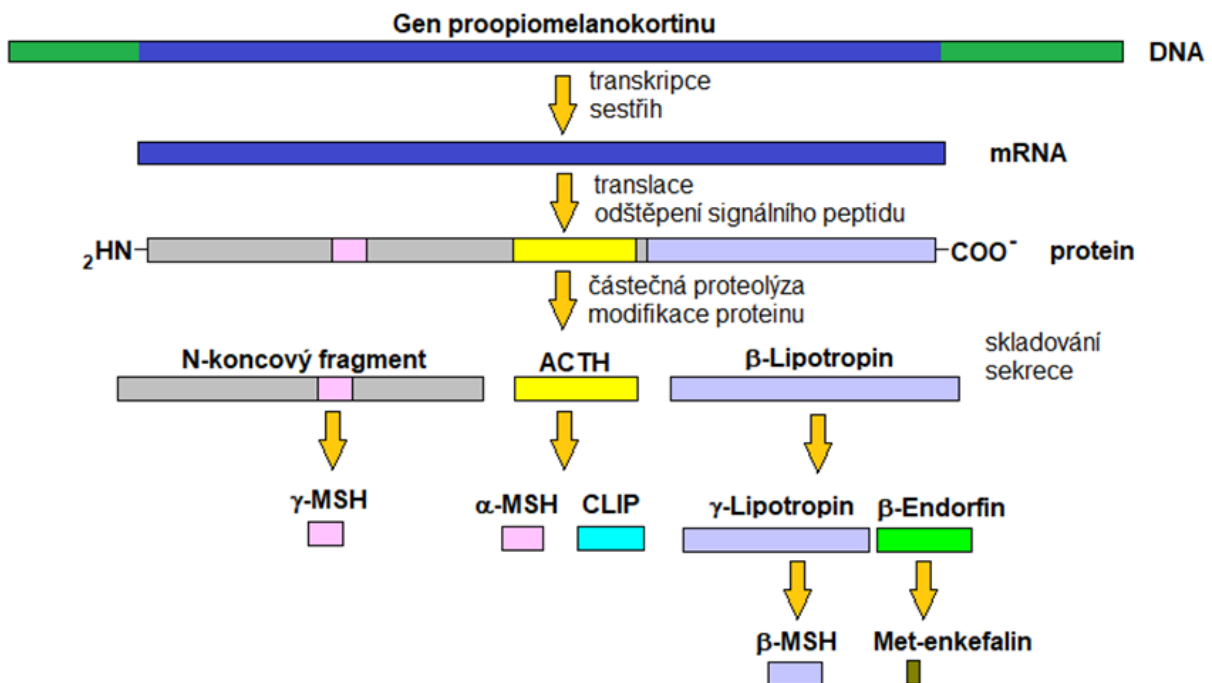 Gen proopiomelanokortinu
DNA
transkripce
sestřih
mRNA
translace
odštěpení signálního peptidu
₂HN
COO⁻
protein
částečná proteolýza
modifikace proteinu
skladování
sekrece
N-koncový fragment
ACTH
β-Lipotropin
γ-MSH
α-MSH
CLIP
γ-Lipotropin
β-Endorfin
β-MSH
Met-enkefalin